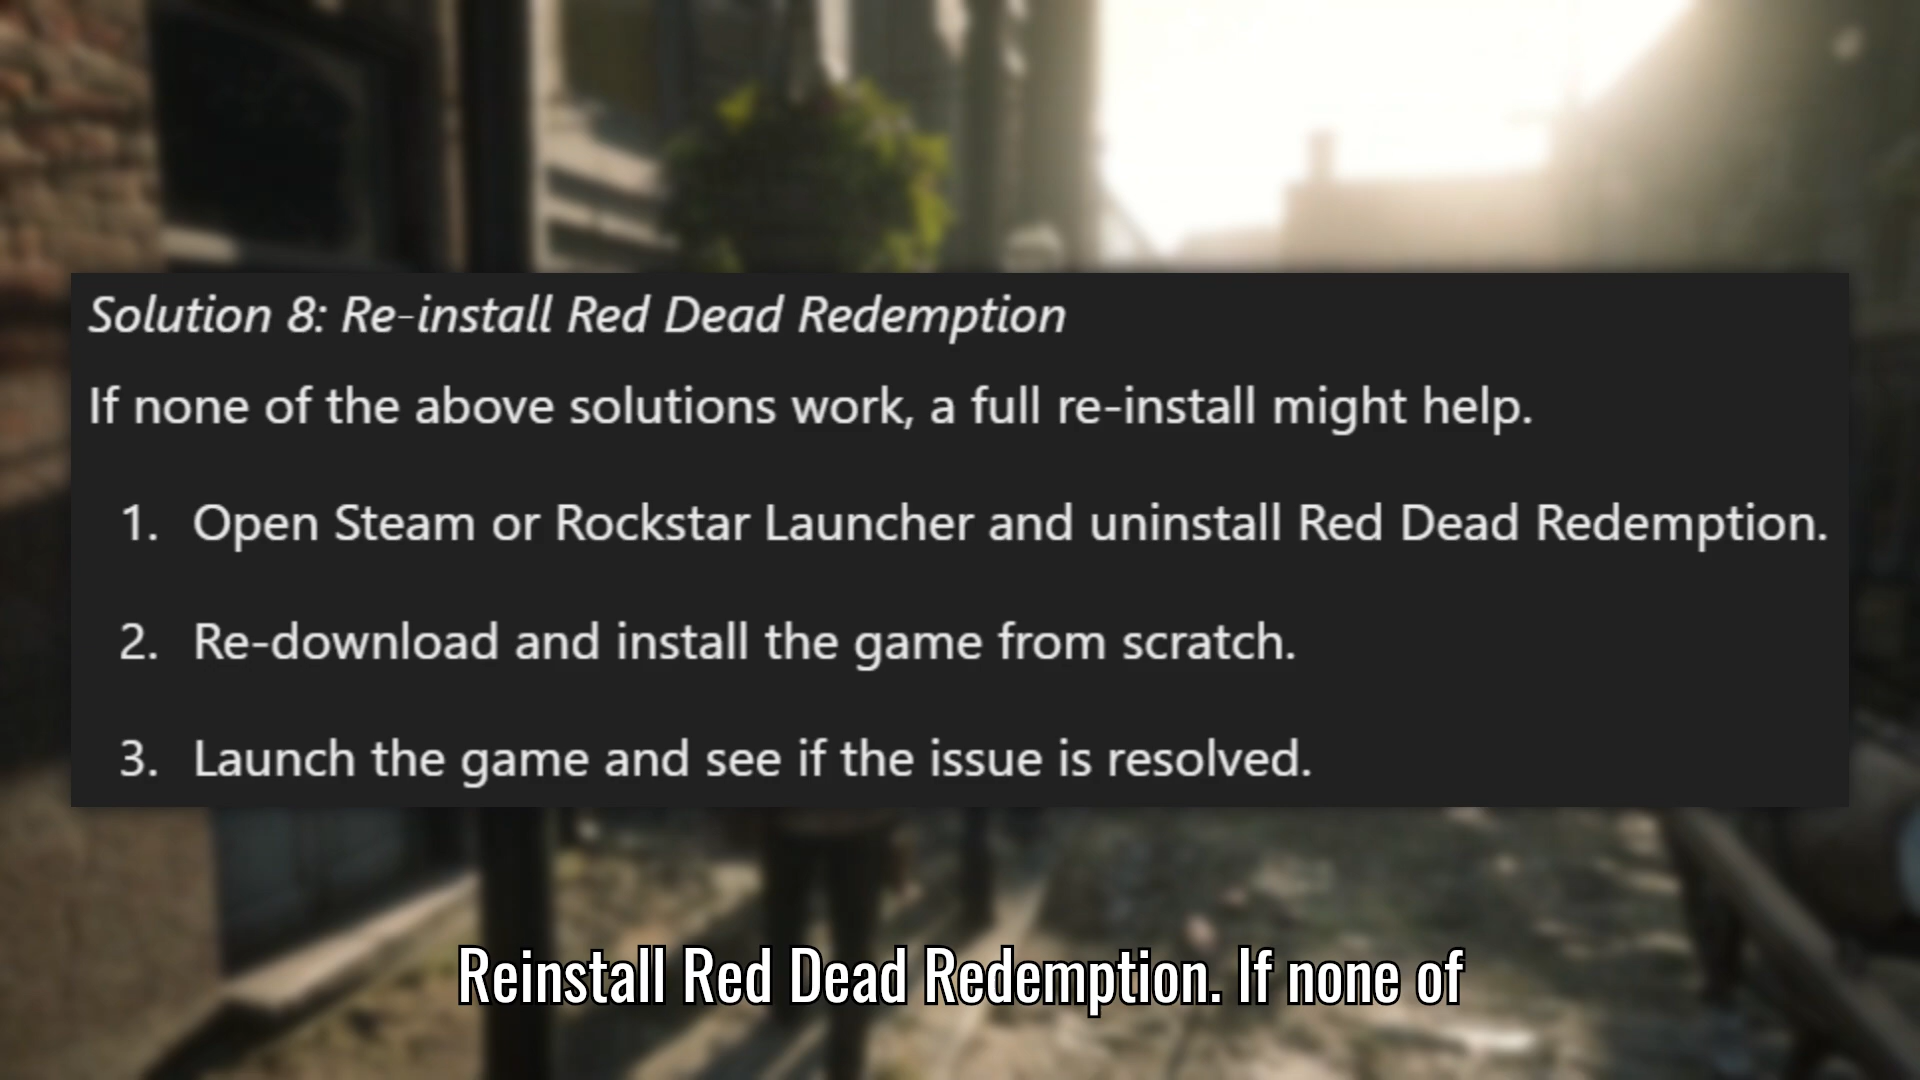 Solution 8: Re-install Red Dead Redemption
If none of the above solutions work, a full re-install might help.
1. Open Steam or Rockstar Launcher and uninstall Red Dead Redemption.
2. Re-download and install the game from scratch.
3. Launch the game and see if the issue is resolved.
Reinstall Red Dead Redemption. If none of